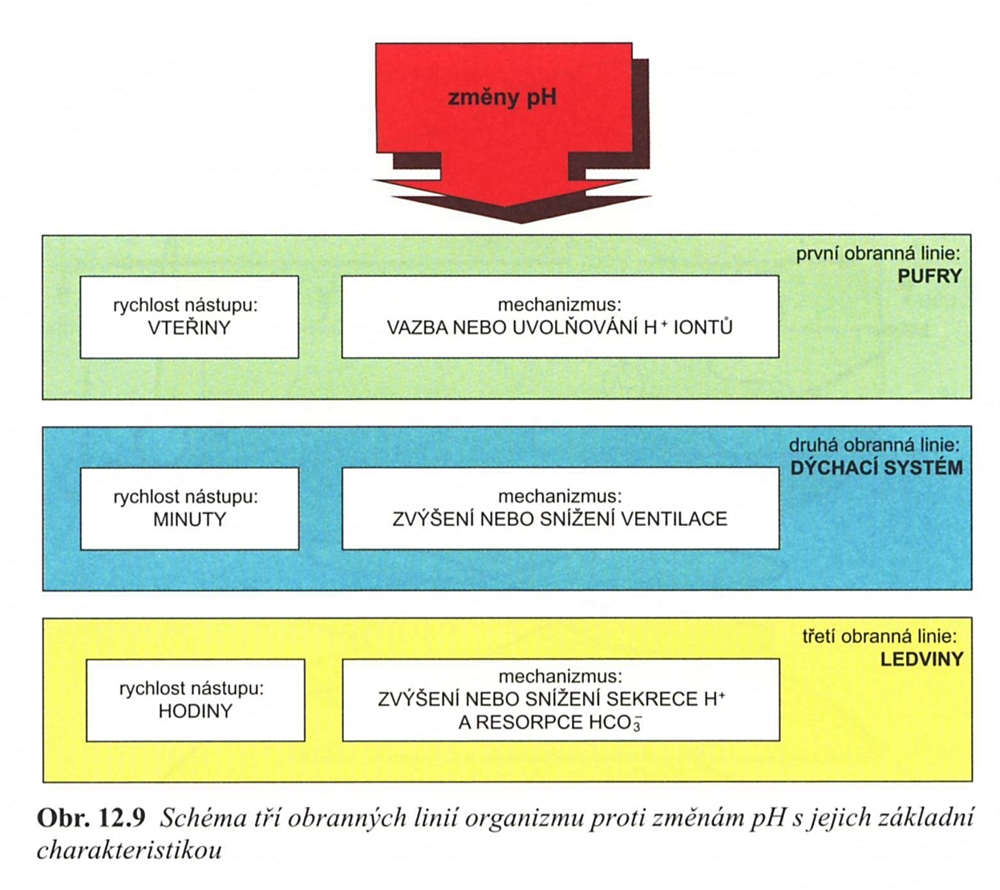 změny pH
první obranná linie:
PUFRY
rychlost nástupu:
VTEŘINY
mechanizmus:
VAZBA NEBO UVOLŇOVÁNÍ H⁺ IONTŮ
druhá obranná linie:
DÝCHACÍ SYSTÉM
rychlost nástupu:
MINUTY
mechanizmus:
ZVÝŠENÍ NEBO SNÍŽENÍ VENTILACE
třetí obranná linie:
LEDVINY
rychlost nástupu:
HODINY
mechanizmus:
ZVÝŠENÍ NEBO SNÍŽENÍ SEKRECE H⁺
A RESORPCE HCO₃⁻
Obr. 12.9 Schéma tří obranných linií organizmu proti změnám pH s jejich základní
charakteristikou